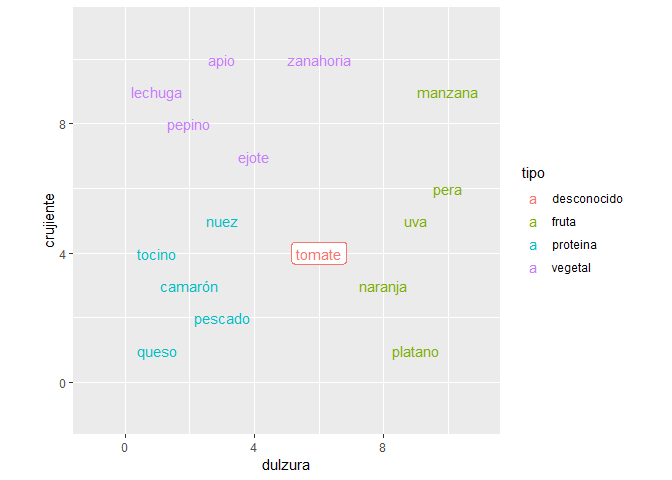 apio zanahoria
lechuga manzana
8 pepino
ejote
pera
nuez uva
4 tocino tomate
camarón naranja
pescado
queso platano
0
0 4 8
dulzura
crujiente
tipo
a desconocido
a fruta
a proteina
a vegetal